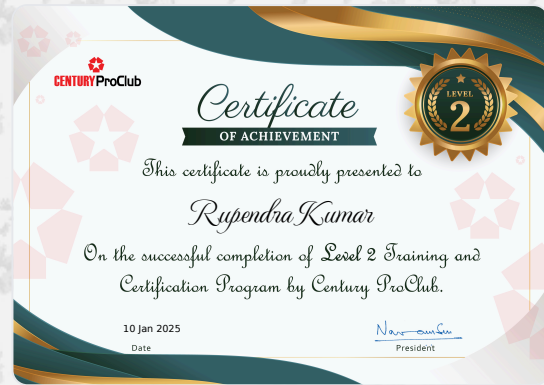 CENTURY ProClub
LEVEL
2
Certificate
OF ACHIEVEMENT
This certificate is proudly presented to
Rupendra Kumar
On the successful completion of Level 2 Training and
Certification Program by Century ProClub.
10 Jan 2025
Date
President